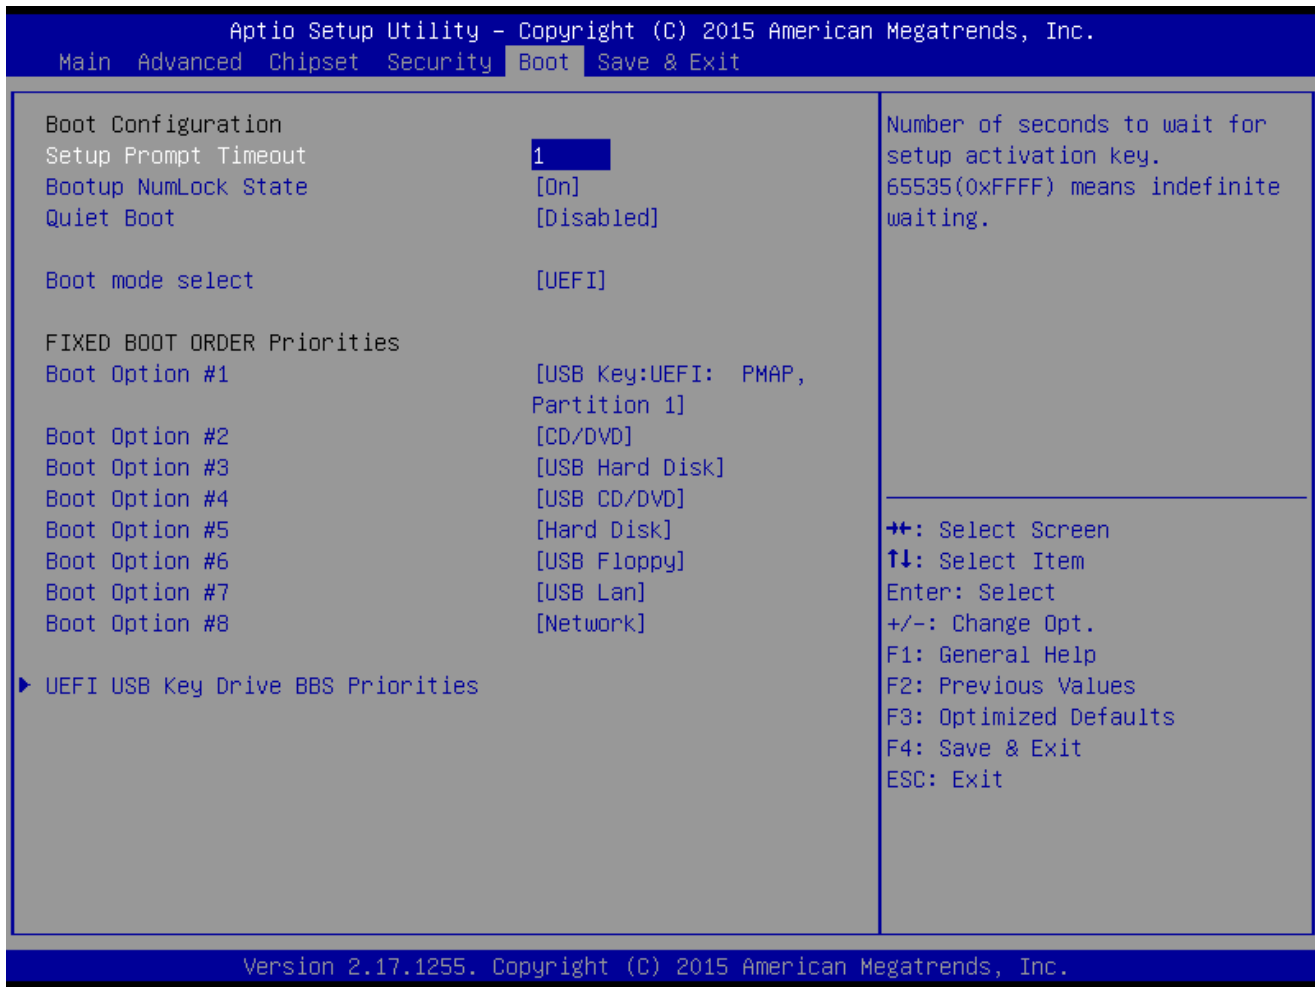 Aptio Setup Utility – Copyright (C) 2015 American Megatrends, Inc.
Main Advanced Chipset Security Boot Save & Exit
Boot Configuration
Setup Prompt Timeout 1
Bootup NumLock State [On]
Quiet Boot [Disabled]
Boot mode select [UEFI]
FIXED BOOT ORDER Priorities
Boot Option #1 [USB Key:UEFI: PMAP,
Partition 1]
Boot Option #2 [CD/DVD]
Boot Option #3 [USB Hard Disk]
Boot Option #4 [USB CD/DVD]
Boot Option #5 [Hard Disk]
Boot Option #6 [USB Floppy]
Boot Option #7 [USB Lan]
Boot Option #8 [Network]
UEFI USB Key Drive BBS Priorities
Number of seconds to wait for
setup activation key.
65535(0xFFFF) means indefinite
waiting.
→←: Select Screen
↑↓: Select Item
Enter: Select
+/-: Change Opt.
F1: General Help
F2: Previous Values
F3: Optimized Defaults
F4: Save & Exit
ESC: Exit
Version 2.17.1255. Copyright (C) 2015 American Megatrends, Inc.